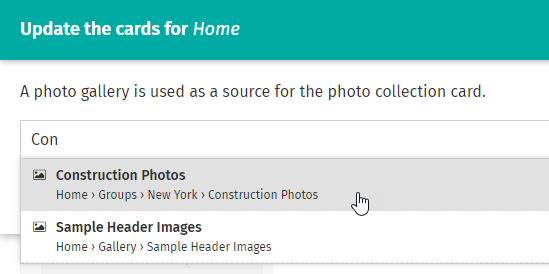 Update the cards for Home
A photo gallery is used as a source for the photo collection card.
Con
Construction Photos
Home › Groups › New York › Construction Photos
Sample Header Images
Home › Gallery › Sample Header Images